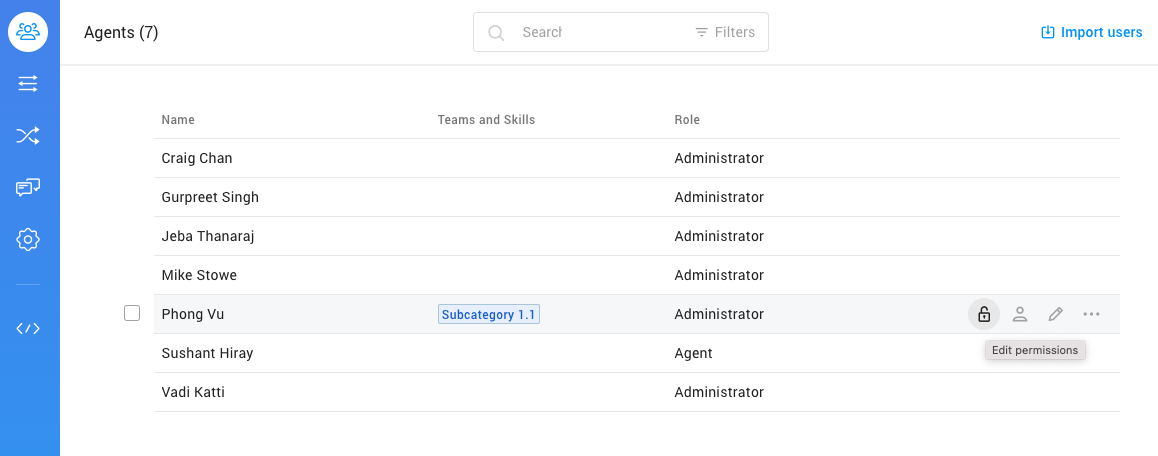 Agents (7)
Search
Filters
Import users
Name Teams and Skills Role
Craig Chan Administrator
Gurpreet Singh Administrator
Jeba Thanaraj Administrator
Mike Stowe Administrator
Phong Vu Subcategory 1.1 Administrator
Edit permissions
Sushant Hiray Agent
Vadi Katti Administrator